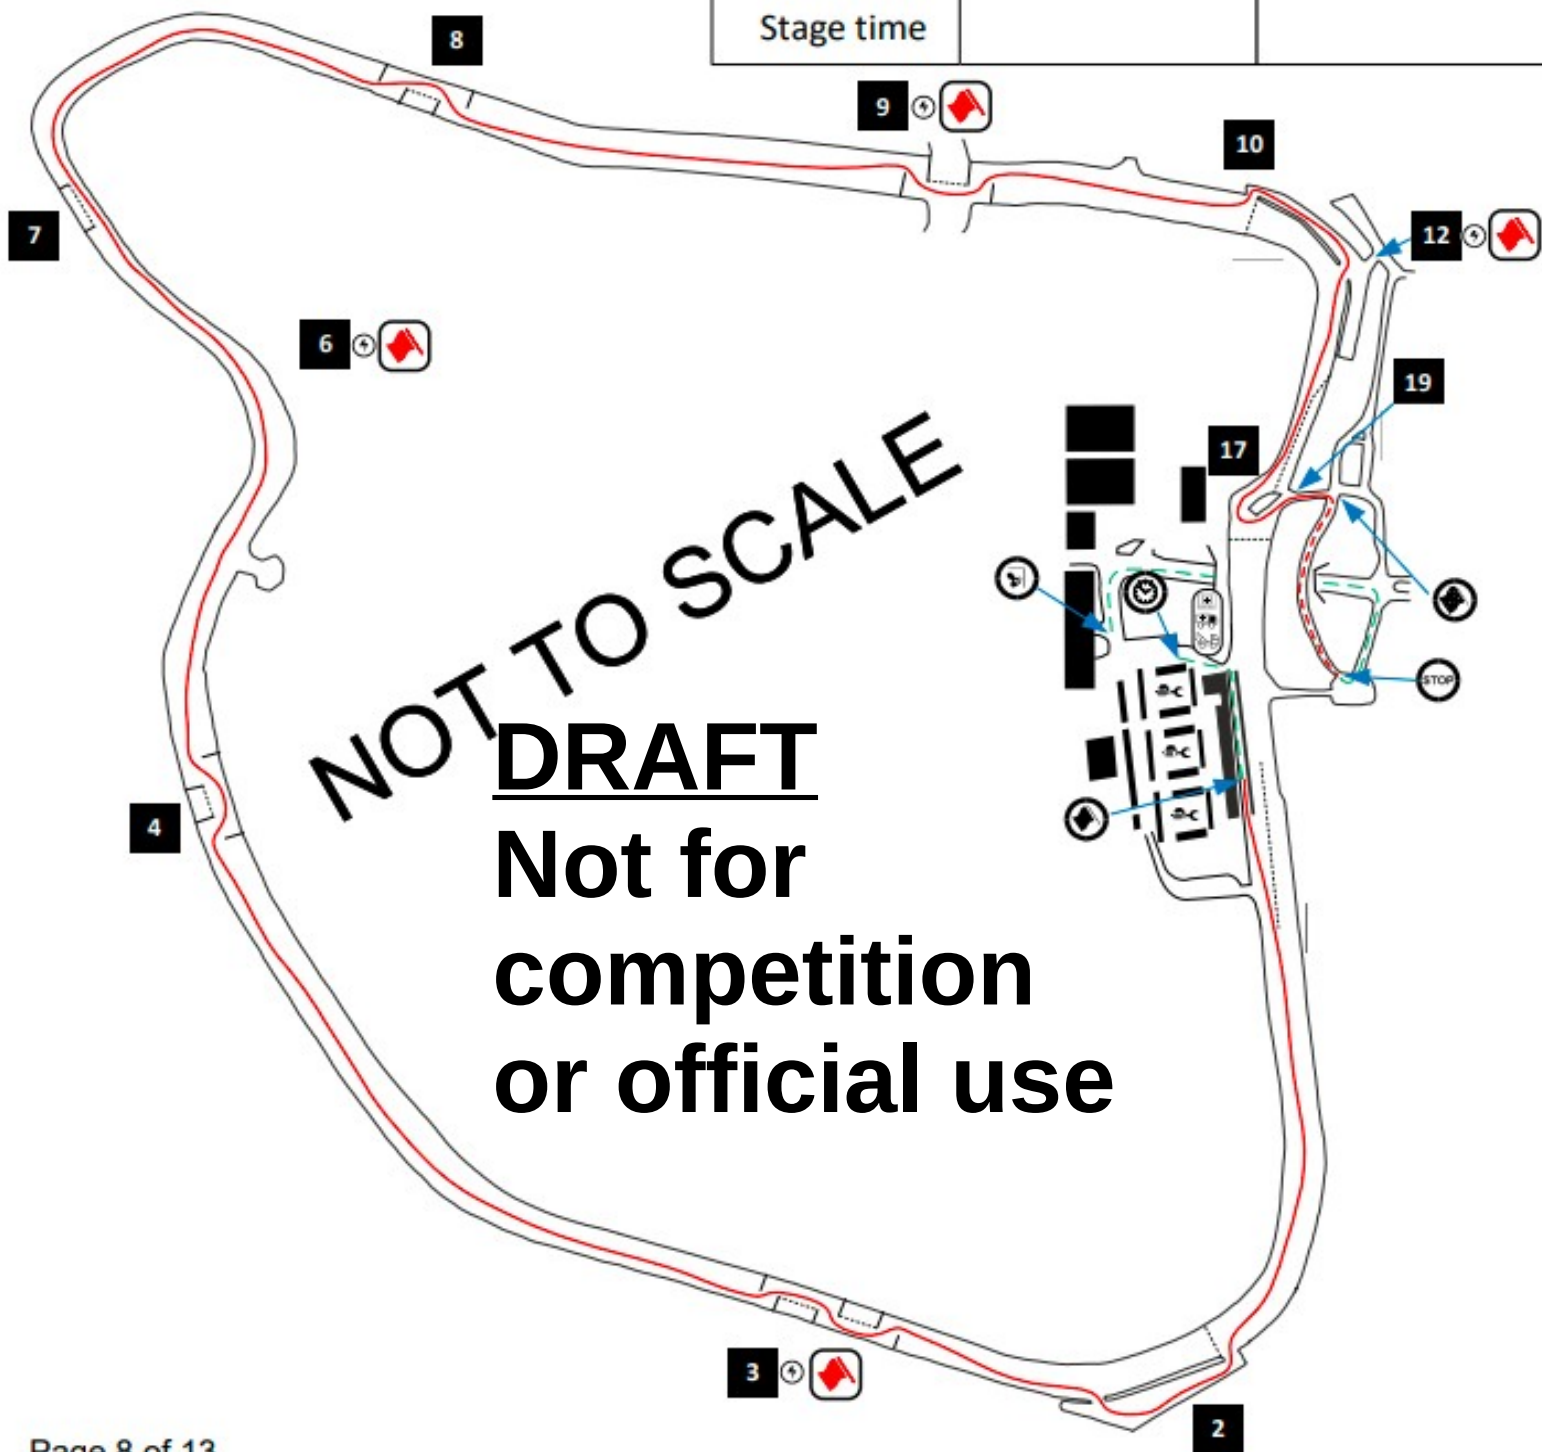 Stage time
8
9
10
7
12
6
19
17
NOT TO SCALE
STOP
DRAFT
Not for
competition
or official use
4
3
2
Page 8 of 13